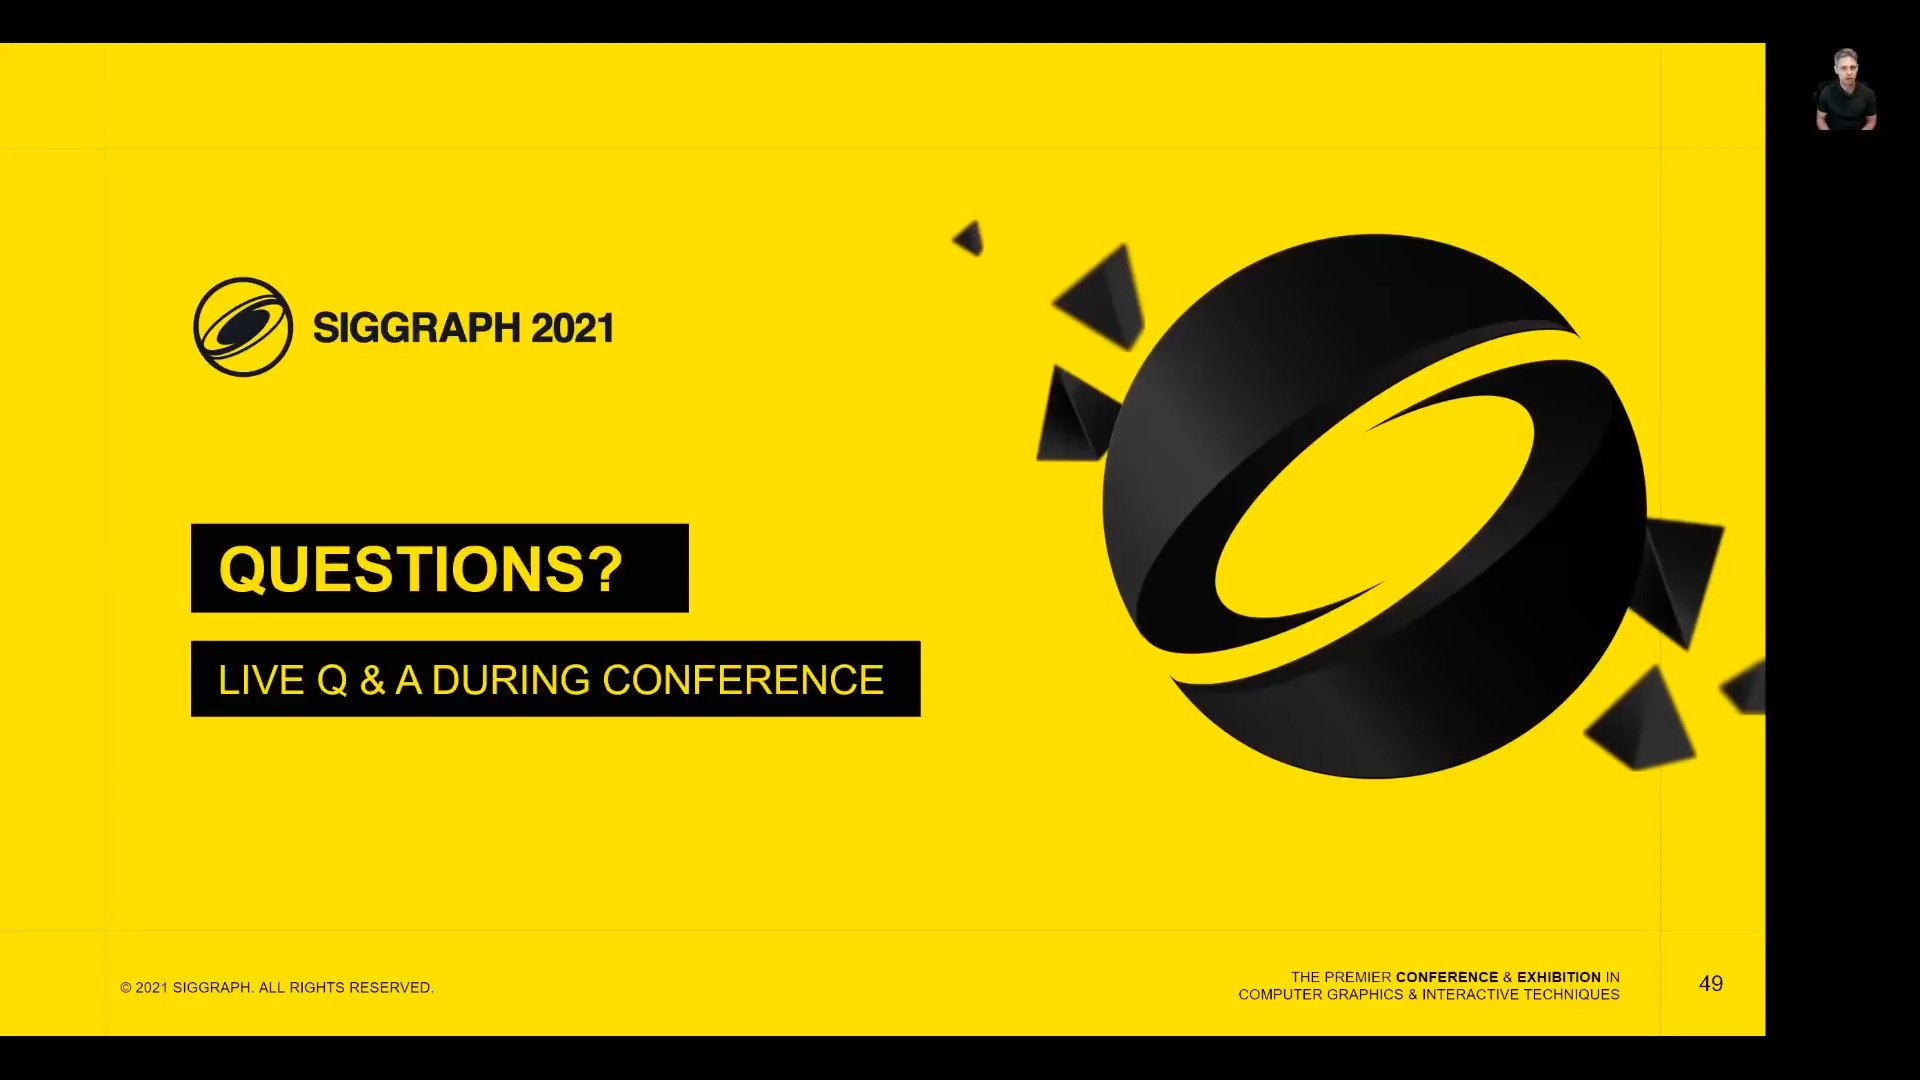 SIGGRAPH 2021
QUESTIONS?
LIVE Q & A DURING CONFERENCE
© 2021 SIGGRAPH. ALL RIGHTS RESERVED.
THE PREMIER CONFERENCE & EXHIBITION IN
COMPUTER GRAPHICS & INTERACTIVE TECHNIQUES
49